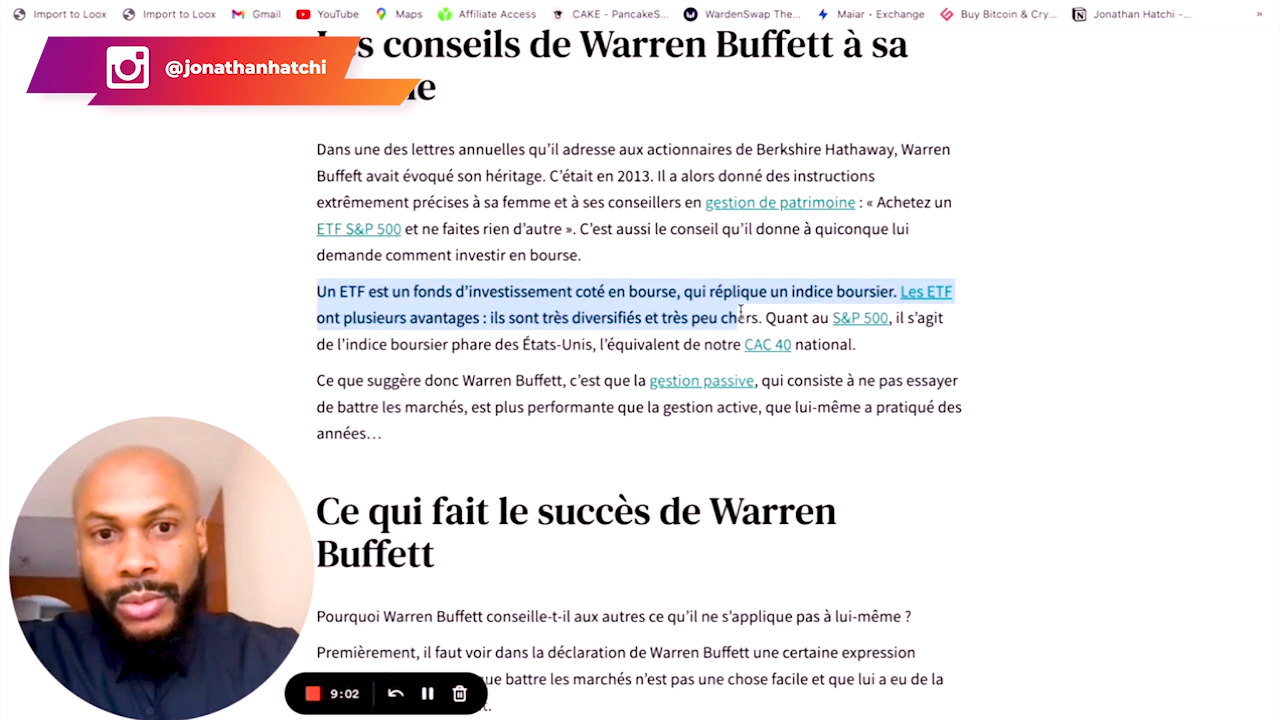 Import to Loox
Import to Loox
Gmail
YouTube
Maps
Affiliate Access
CAKE - PancakeS...
WardenSwap The...
Maiar - Exchange
Buy Bitcoin & Cry...
Jonathan Hatchi -...
»
@jonathanhatchi
conseils de Warren Buffett à sa
Dans une des lettres annuelles qu’il adresse aux actionnaires de Berkshire Hathaway, Warren
Buffett avait évoqué son héritage. C’était en 2013. Il a alors donné des instructions
extrêmement précises à sa femme et à ses conseillers en gestion de patrimoine : « Achetez un
ETF S&P 500 et ne faites rien d’autre ». C’est aussi le conseil qu’il donne à quiconque lui
demande comment investir en bourse.
Un ETF est un fonds d’investissement coté en bourse, qui réplique un indice boursier. Les ETF
ont plusieurs avantages : ils sont très diversifiés et très peu chers. Quant au S&P 500, il s’agit
de l’indice boursier phare des États-Unis, l’équivalent de notre CAC 40 national.
Ce que suggère donc Warren Buffett, c’est que la gestion passive, qui consiste à ne pas essayer
de battre les marchés, est plus performante que la gestion active, que lui-même a pratiqué des
années…
Ce qui fait le succès de Warren
Buffett
Pourquoi Warren Buffett conseille-t-il aux autres ce qu’il ne s’applique pas à lui-même ?
Premièrement, il faut voir dans la déclaration de Warren Buffett une certaine expression
que battre les marchés n’est pas une chose facile et que lui a eu de la
9:02